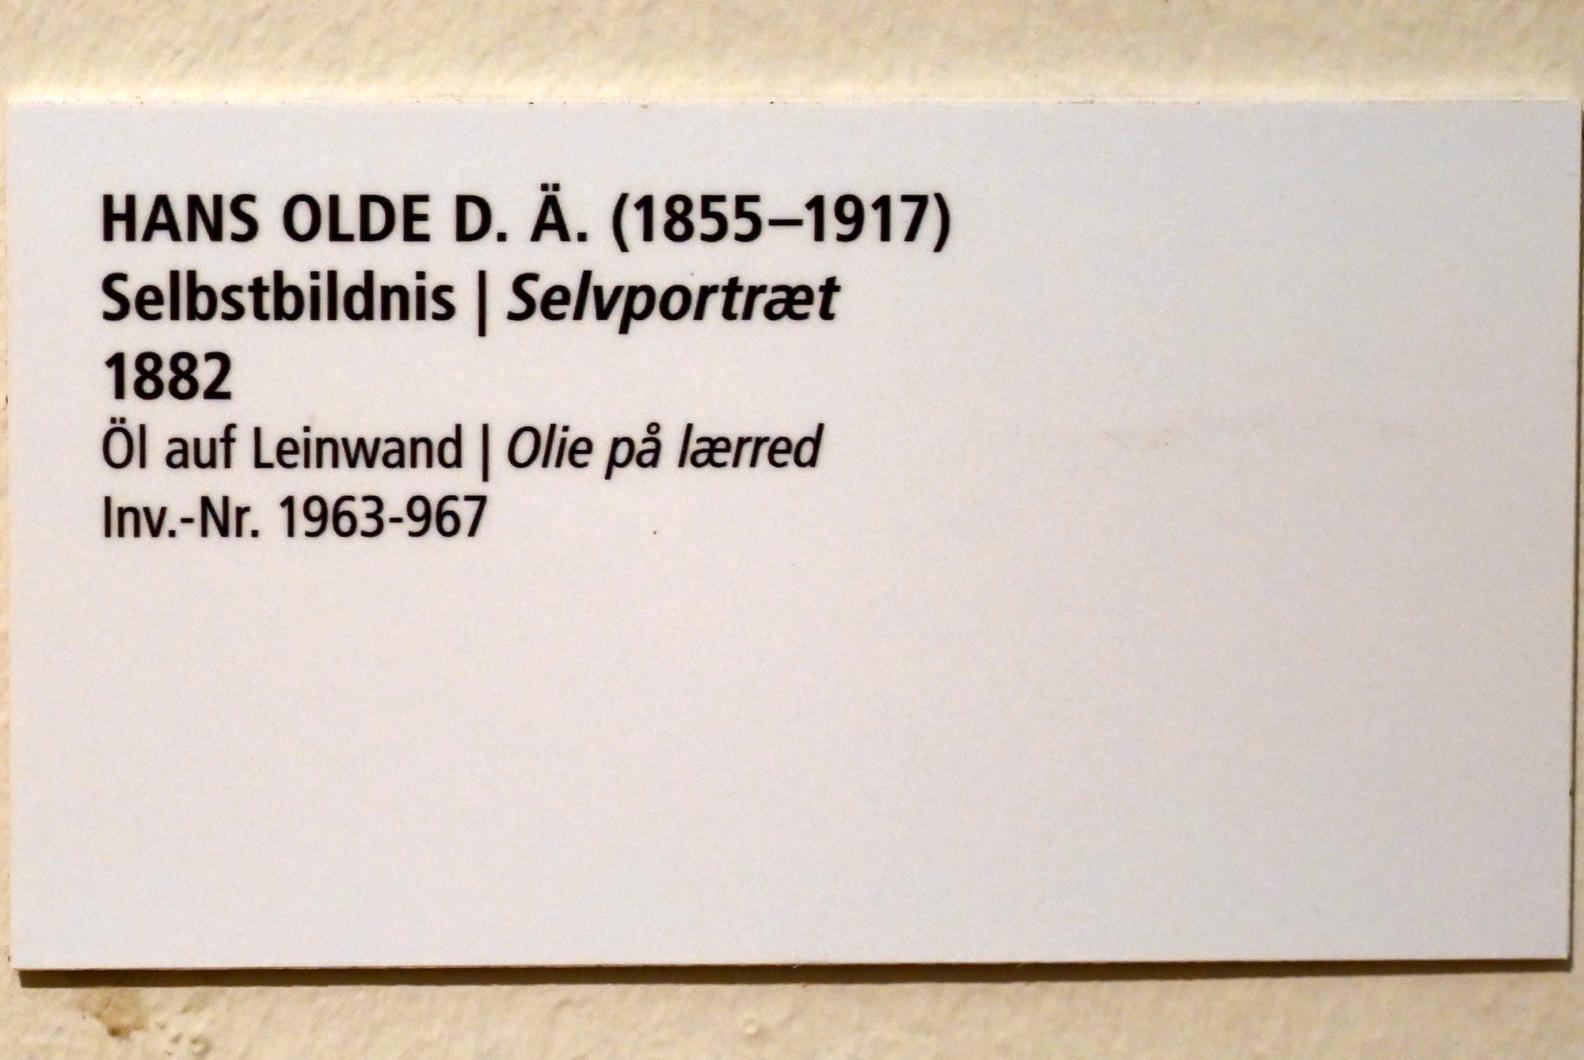 HANS OLDE D. Ä. (1855–1917)
Selbstbildnis | Selvportræt
1882
Öl auf Leinwand | Olie på lærred
Inv.-Nr. 1963-967